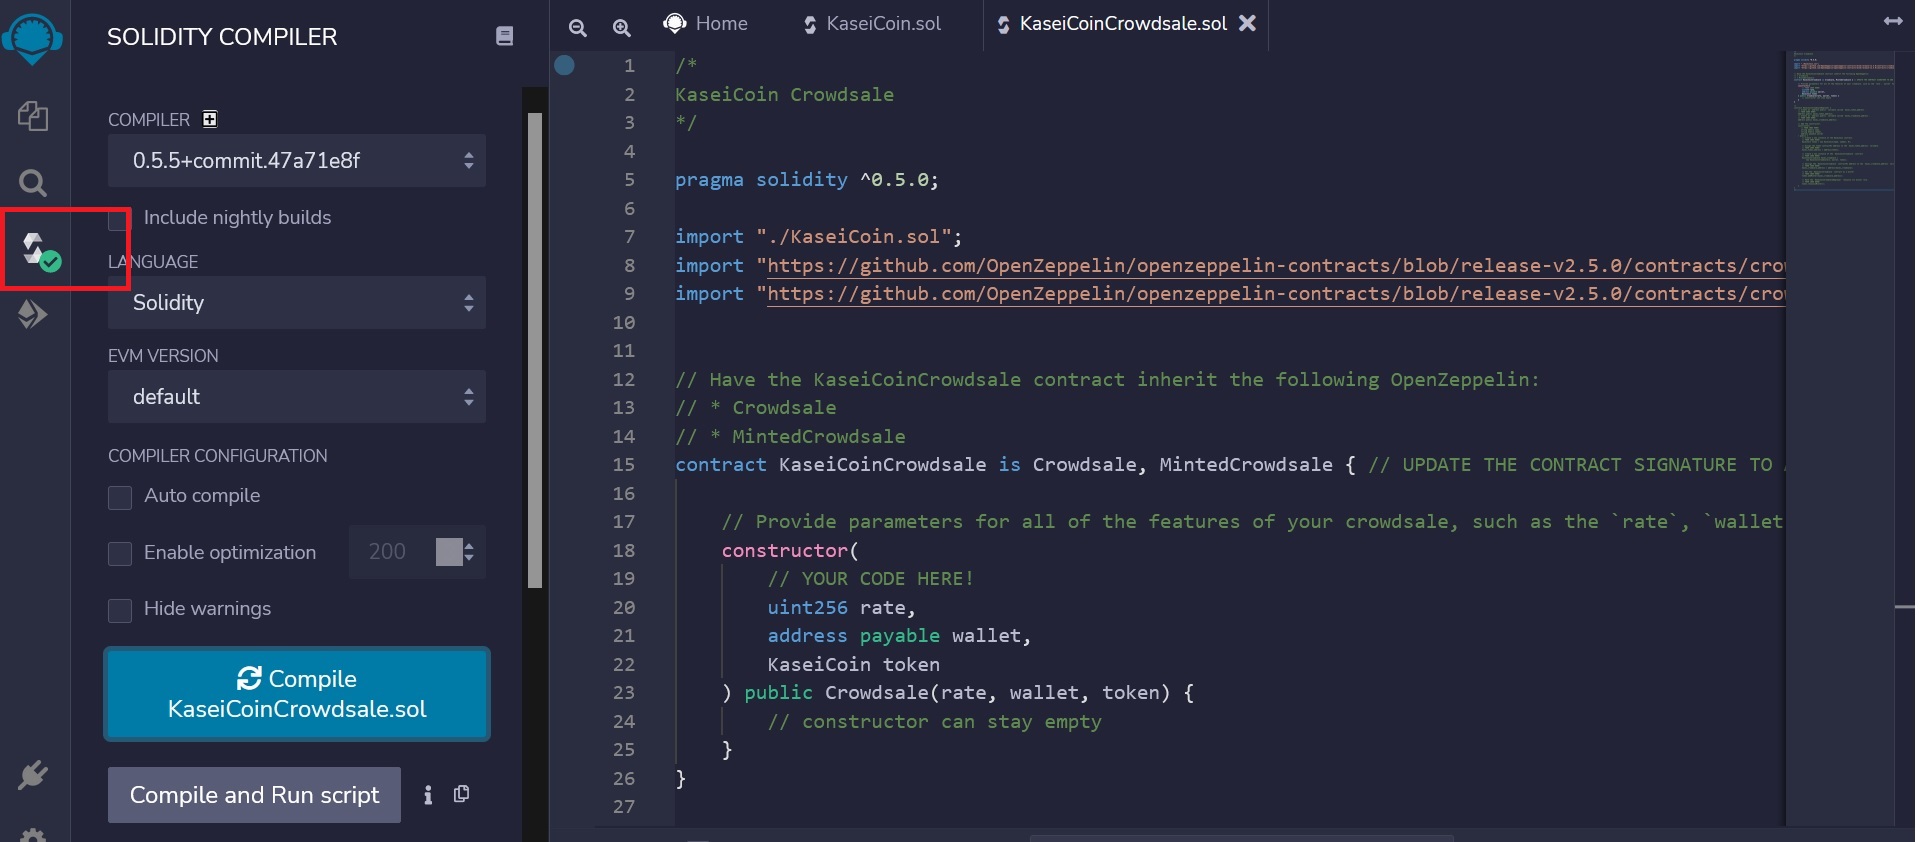 SOLIDITY COMPILER
COMPILER
0.5.5+commit.47a71e8f
Include nightly builds
LANGUAGE
Solidity
EVM VERSION
default
COMPILER CONFIGURATION
Auto compile
Enable optimization
200
Hide warnings
Compile
KaseiCoinCrowdsale.sol
Compile and Run script
Home
KaseiCoin.sol
KaseiCoinCrowdsale.sol
1 /*
2 KaseiCoin Crowdsale
3 */
4
5 pragma solidity ^0.5.0;
6
7 import "./KaseiCoin.sol";
8 import "https://github.com/OpenZeppelin/openzeppelin-contracts/blob/release-v2.5.0/contracts/cro
9 import "https://github.com/OpenZeppelin/openzeppelin-contracts/blob/release-v2.5.0/contracts/cro
10
11
12 // Have the KaseiCoinCrowdsale contract inherit the following OpenZeppelin:
13 // * Crowdsale
14 // * MintedCrowdsale
15 contract KaseiCoinCrowdsale is Crowdsale, MintedCrowdsale { // UPDATE THE CONTRACT SIGNATURE TO
16
17 // Provide parameters for all of the features of your crowdsale, such as the `rate`, `wallet
18 constructor(
19 // YOUR CODE HERE!
20 uint256 rate,
21 address payable wallet,
22 KaseiCoin token
23 ) public Crowdsale(rate, wallet, token) {
24 // constructor can stay empty
25 }
26 }
27